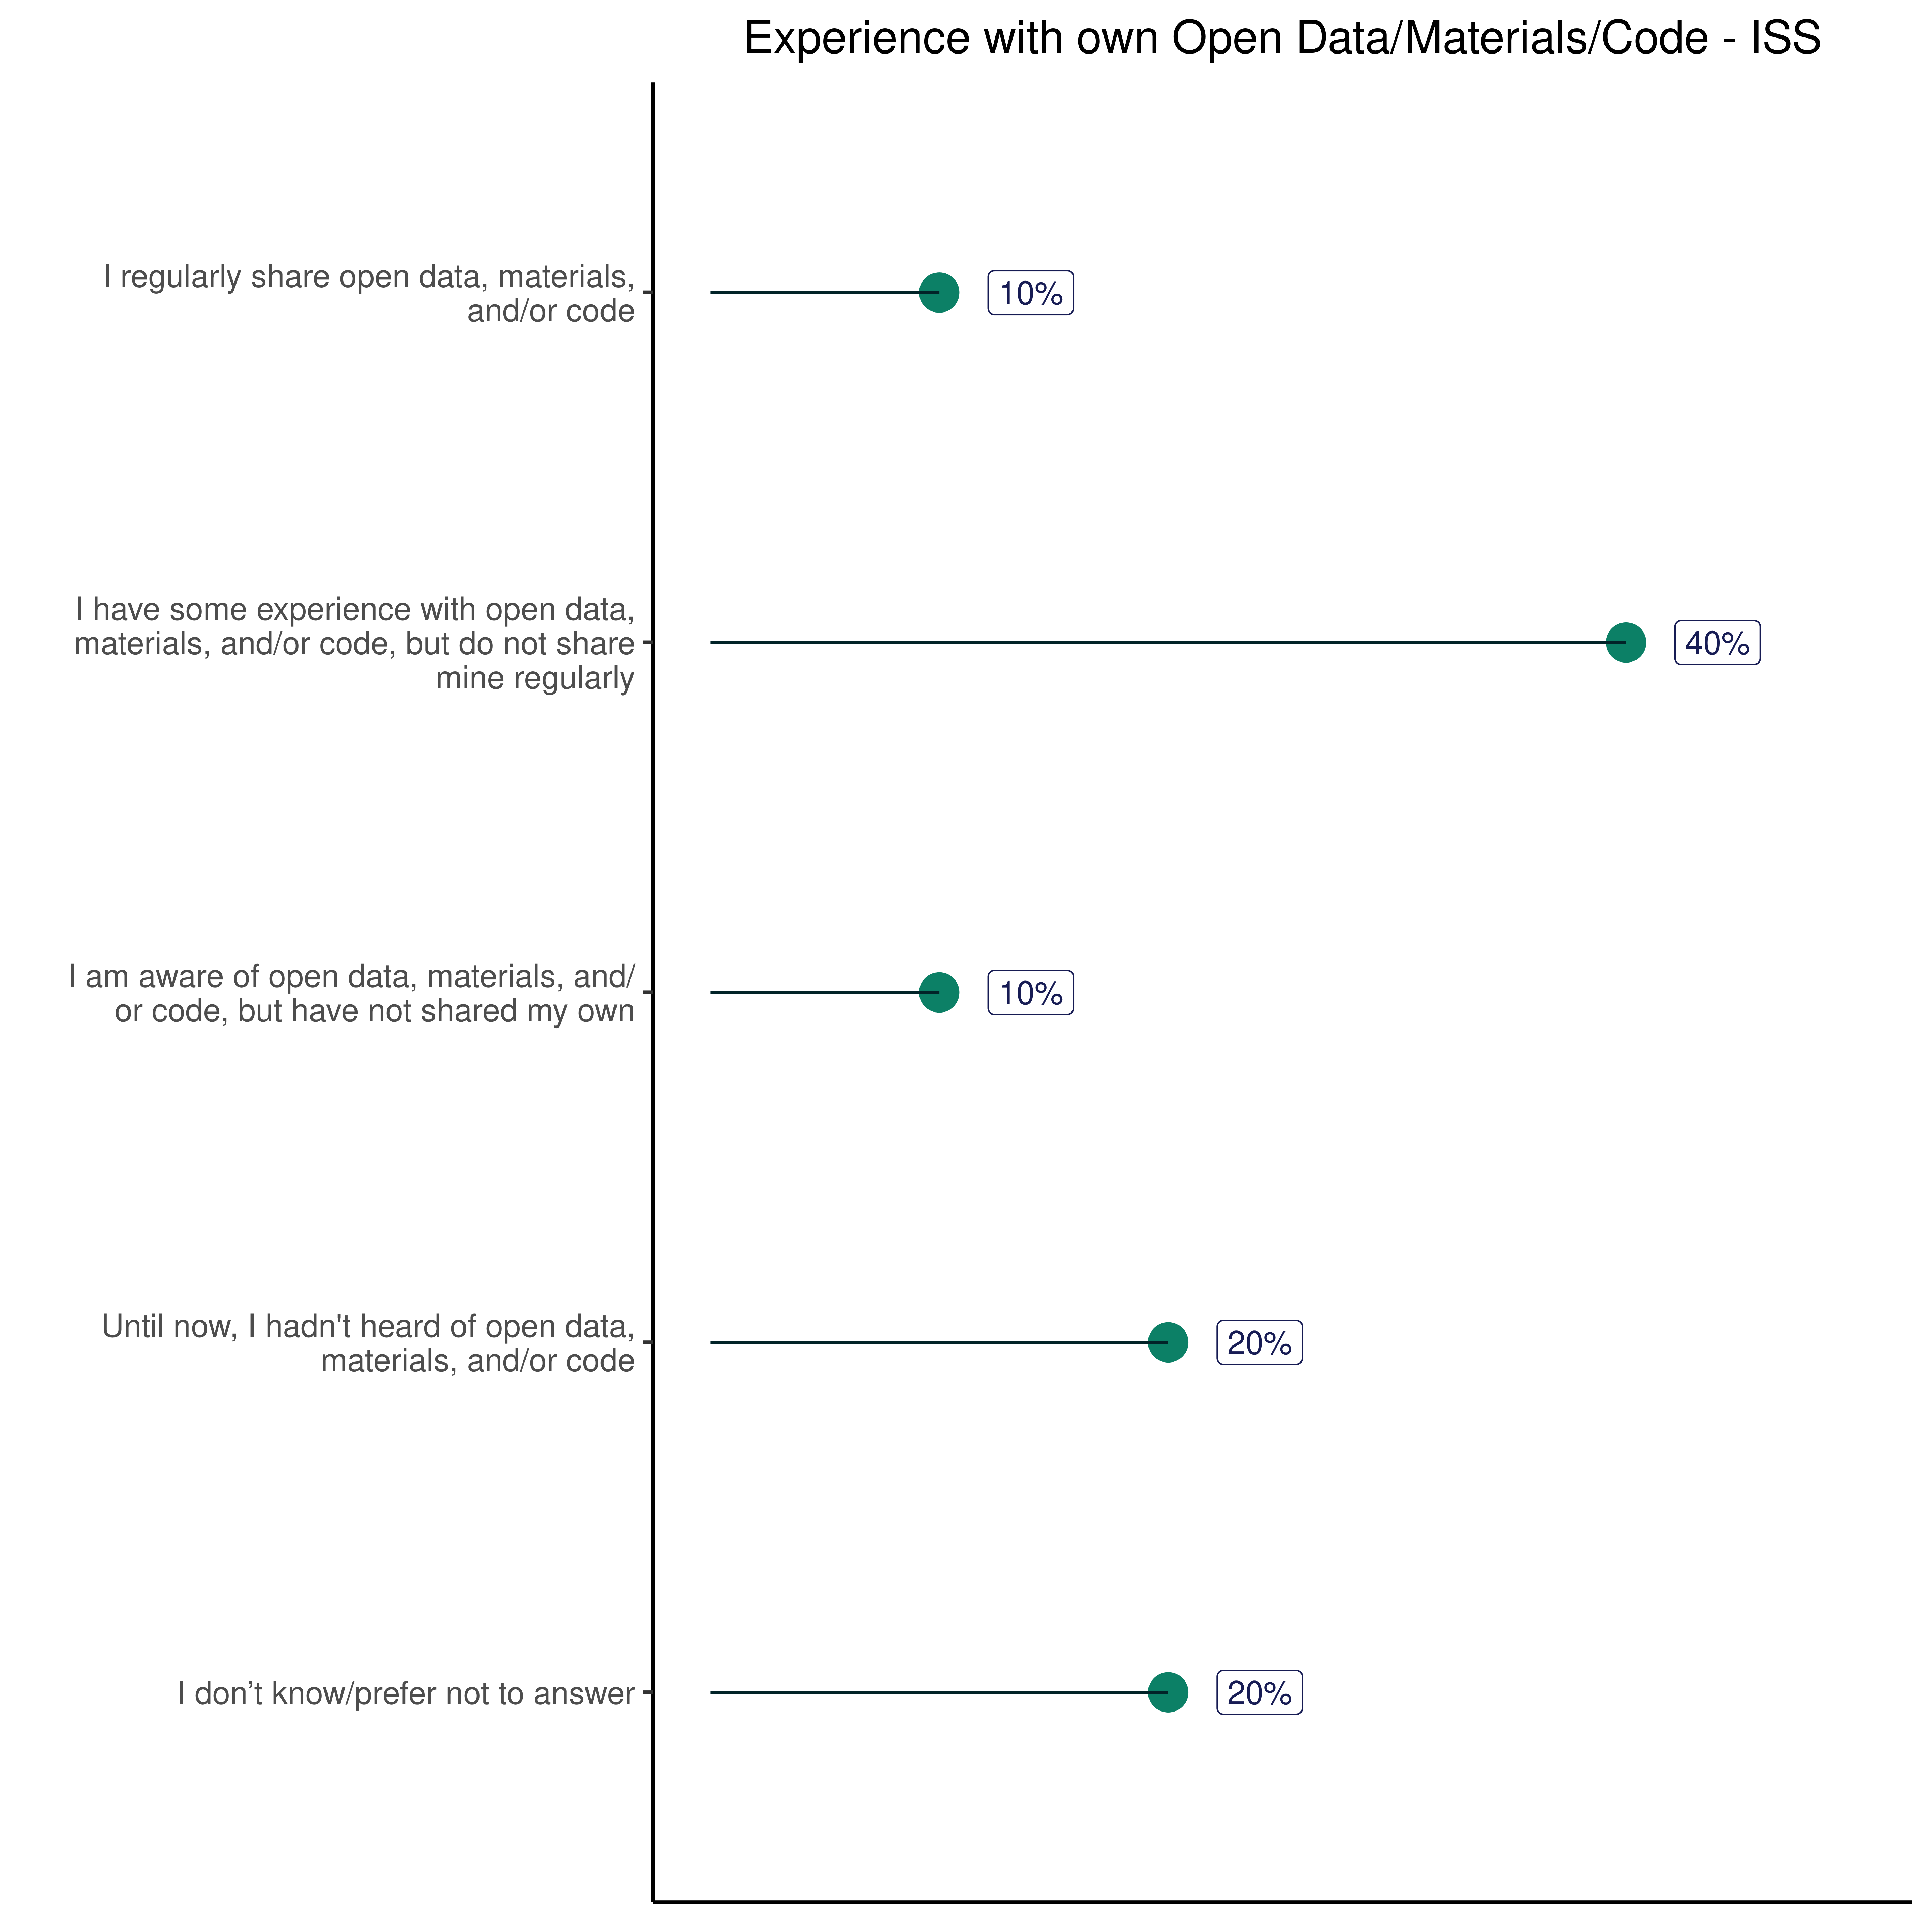 Experience with own Open Data/Materials/Code - ISS
I regularly share open data, materials,
and/or code
10%
I have some experience with open data,
materials, and/or code, but do not share
mine regularly
40%
I am aware of open data, materials, and/
or code, but have not shared my own
10%
Until now, I hadn't heard of open data,
materials, and/or code
20%
I don’t know/prefer not to answer
20%